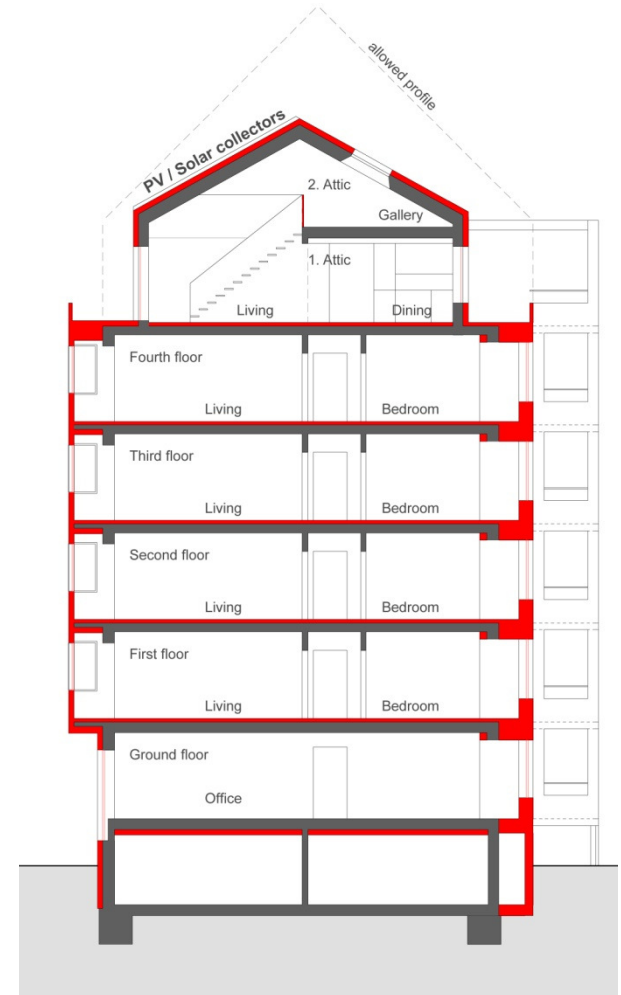 allowed profile
PV / Solar collectors
2. Attic
Gallery
1. Attic
Living Dining
Fourth floor
Living Bedroom
Third floor
Living Bedroom
Second floor
Living Bedroom
First floor
Living Bedroom
Ground floor
Office